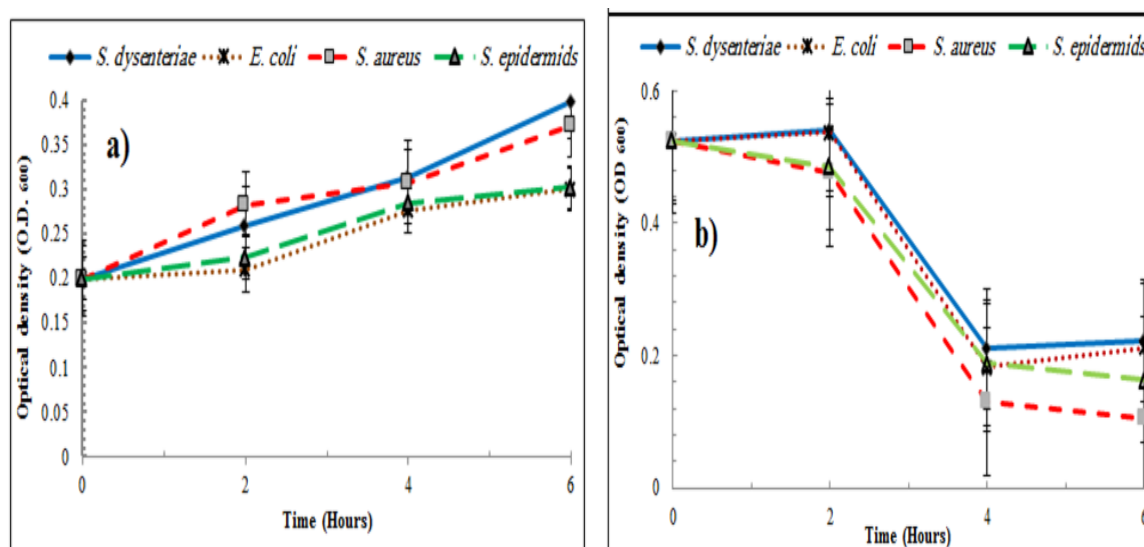 S. dysenteriae E. coli S. aureus S. epidermids
a)
0.4
0.35
0.3
0.25
0.2
0.15
0.1
0.05
0
Optical density (O.D. 600)
0 2 4 6
Time (Hours)
S. dysenteriae E. coli S. aureus S. epidermids
0.6
0.4
0.2
0
b)
Optical density (OD 600)
0 2 4 6
Time (Hours)